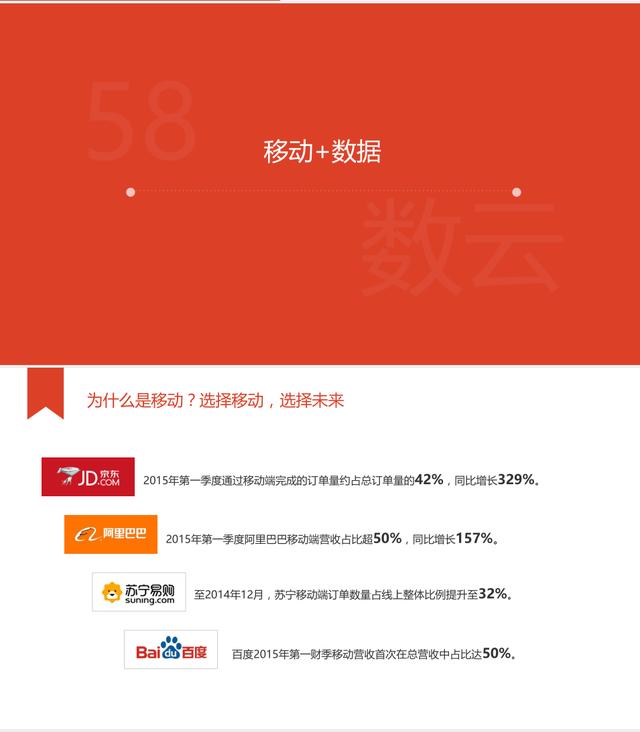 58
移动+数据
数云
为什么是移动？选择移动，选择未来
JD京东.COM
2015年第一季度通过移动端完成的订单量约占总订单量的42%，同比增长329%。
阿里巴巴
2015年第一季度阿里巴巴移动端营收占比超50%，同比增长157%。
苏宁易购
suning.com
至2014年12月，苏宁移动端订单数量占线上整体比例提升至32%。
Baidu百度
百度2015年第一财季移动营收首次在总营收中占比达50%。